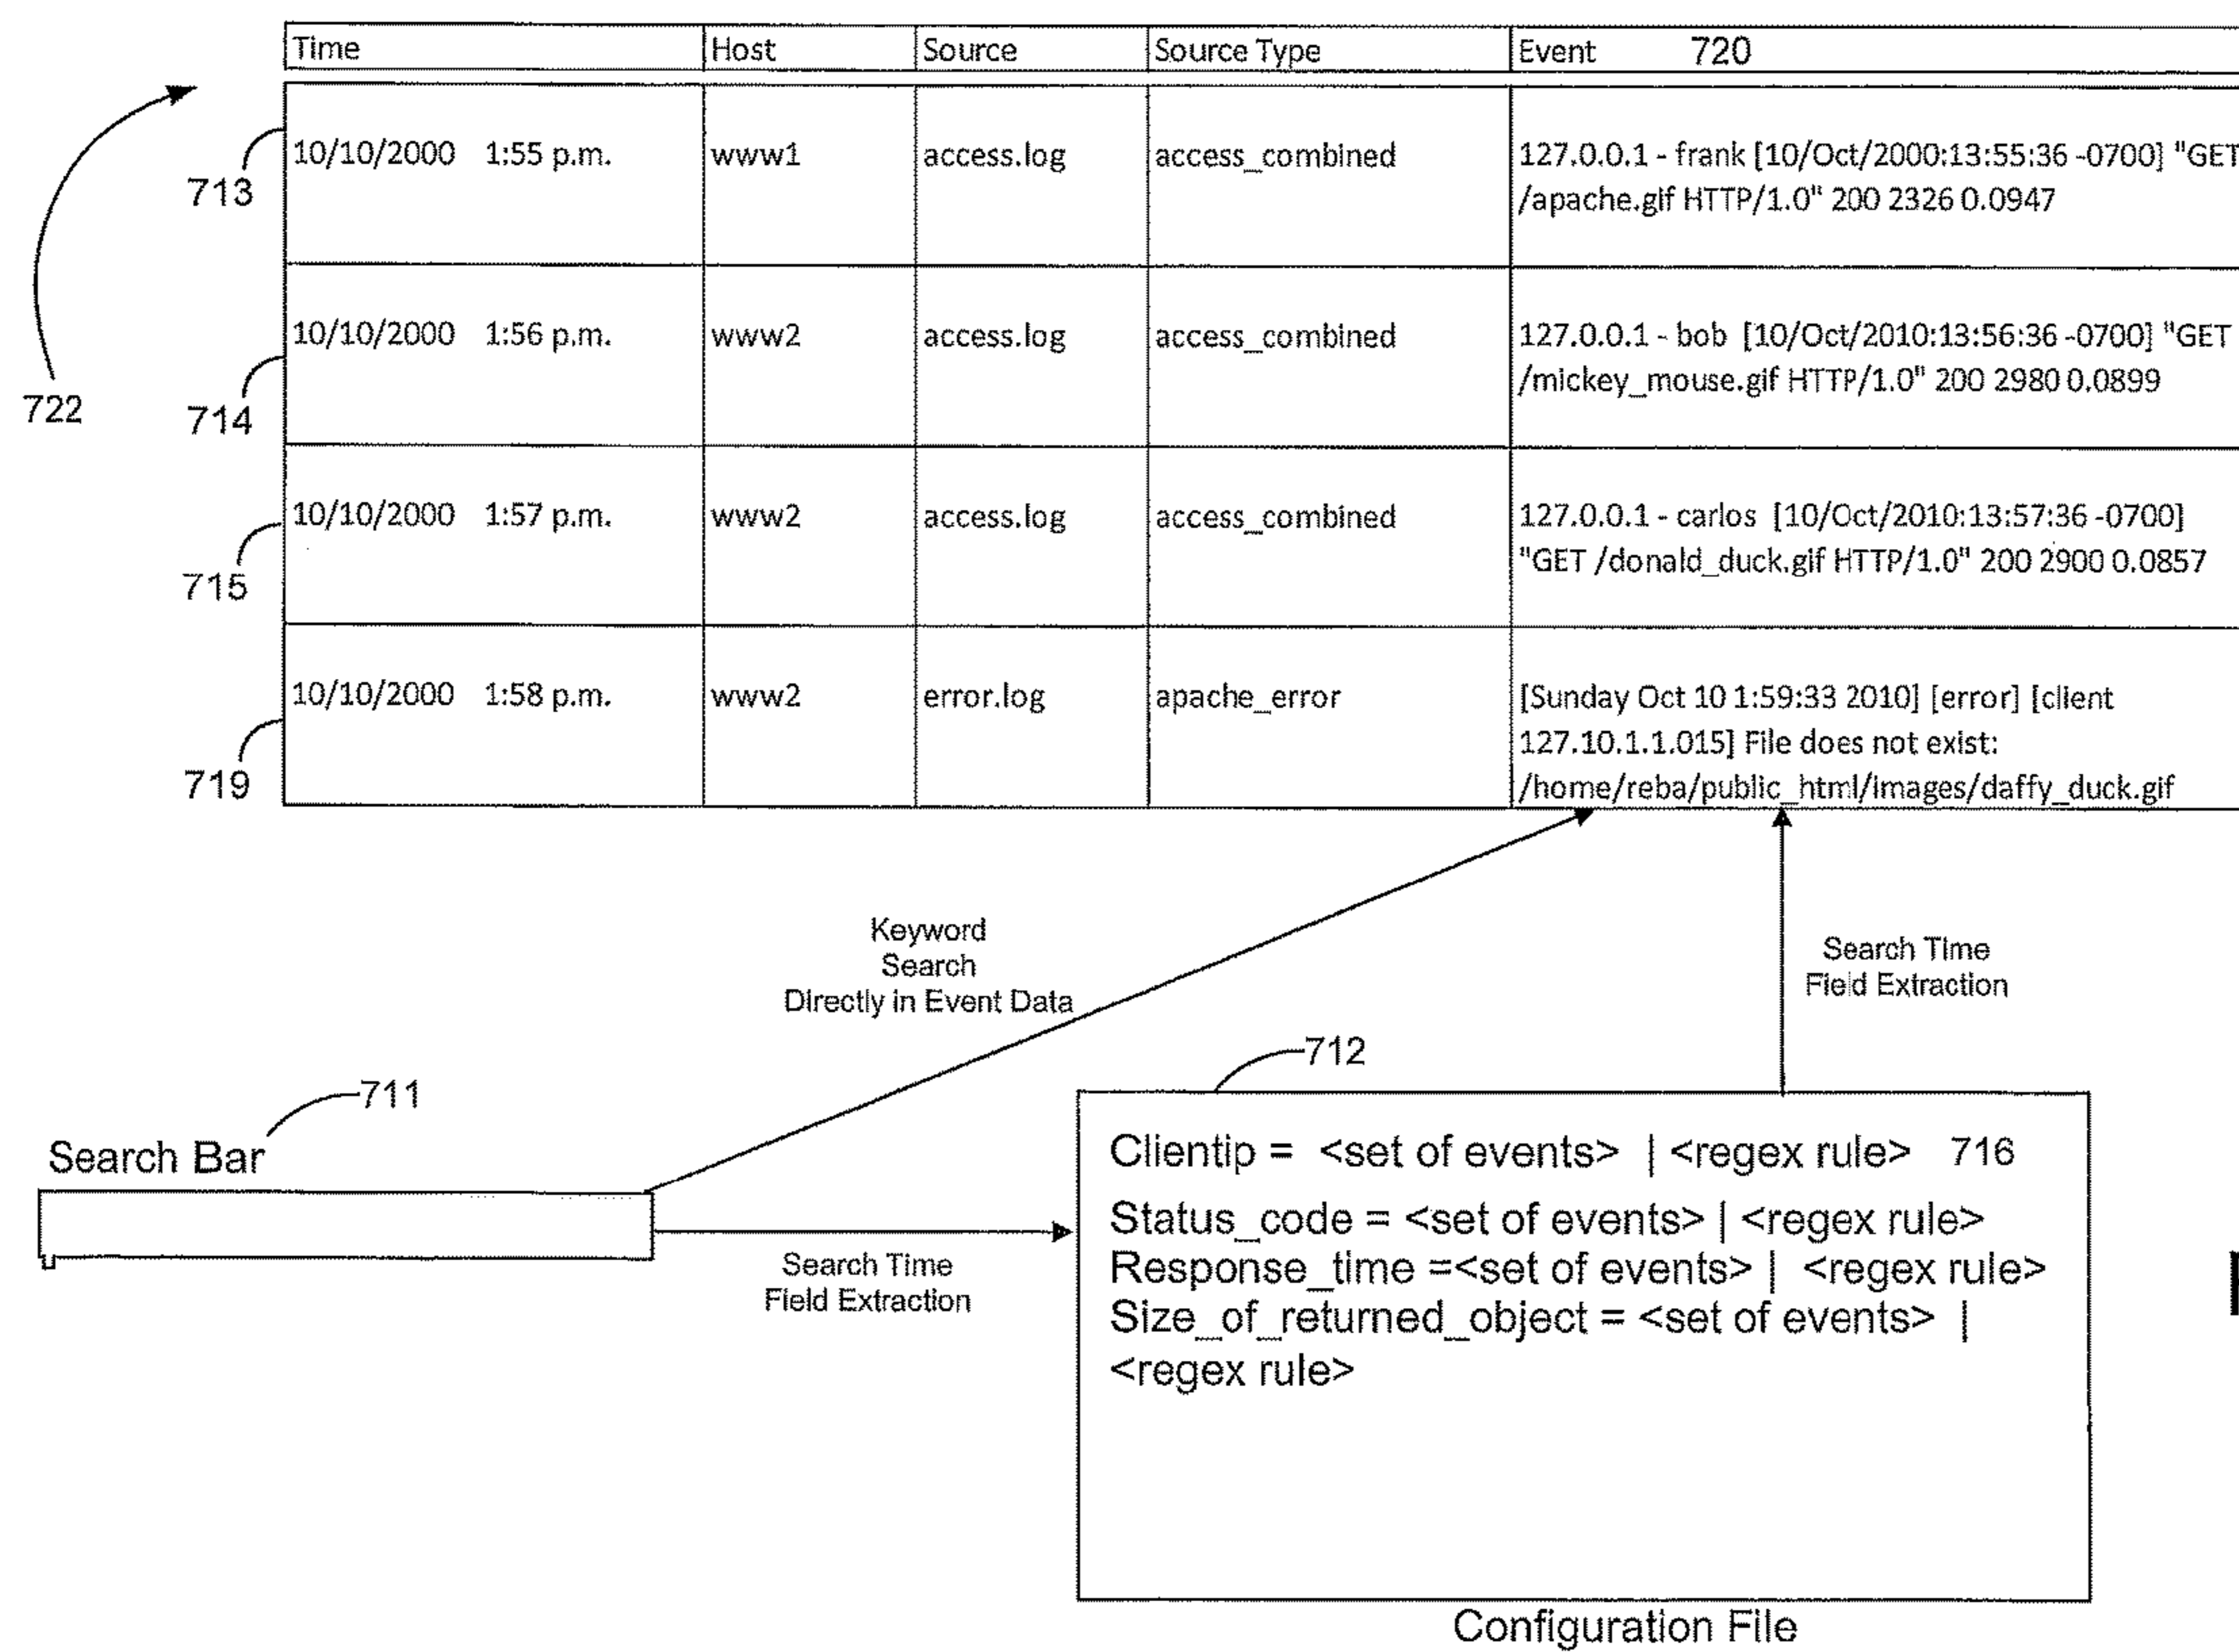 Time Host Source Source Type Event 720
10/10/2000 1:55 p.m. www1 access.log access_combined 127.0.0.1 - frank [10/Oct/2000:13:55:36 -0700] "GET
/apache.gif HTTP/1.0" 200 2326 0.0947
713
10/10/2000 1:56 p.m. www2 access.log access_combined 127.0.0.1 - bob [10/Oct/2010:13:56:36 -0700] "GET
/mickey_mouse.gif HTTP/1.0" 200 2980 0.0899
722
714
10/10/2000 1:57 p.m. www2 access.log access_combined 127.0.0.1 - carlos [10/Oct/2010:13:57:36 -0700]
"GET /donald_duck.gif HTTP/1.0" 200 2900 0.0857
715
10/10/2000 1:58 p.m. www2 error.log apache_error [Sunday Oct 10 1:59:33 2010] [error] [client
127.10.1.1.015] File does not exist:
/home/reba/public_html/images/daffy_duck.gif
719
Keyword
Search
Directly in Event Data
Search Time
Field Extraction
712
711
Search Bar
Search Time
Field Extraction
Clientip = <set of events> | <regex rule> 716
Status_code = <set of events> | <regex rule>
Response_time =<set of events> | <regex rule>
Size_of_returned_object = <set of events> |
<regex rule>
Configuration File